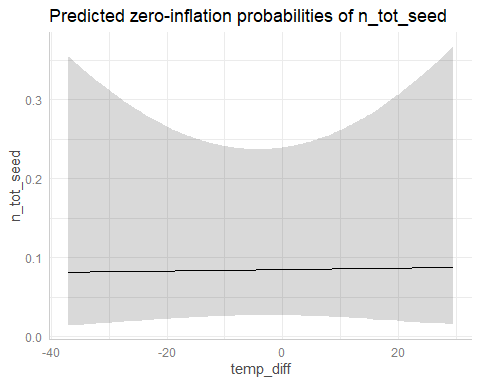 Predicted zero-inflation probabilities of n_tot_seed
n_tot_seed
0.3
0.2
0.1
0.0
-40
-20
0
20
temp_diff